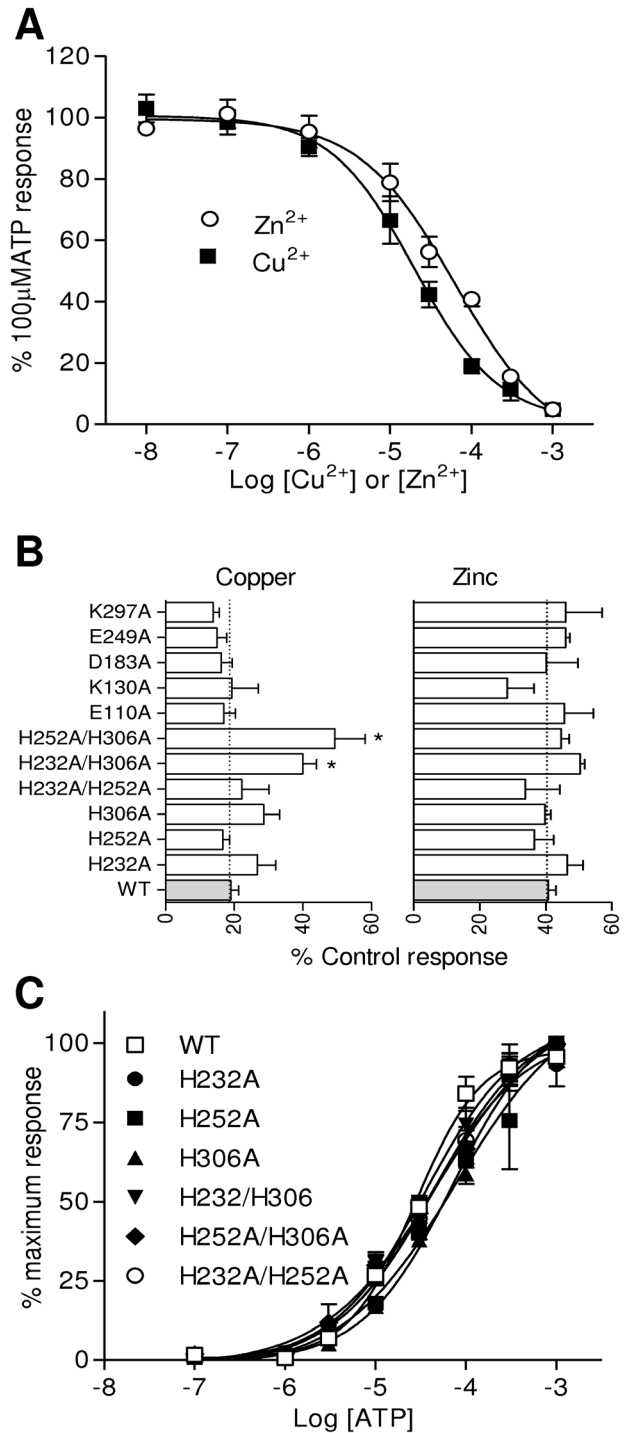 A
120
100
80
60
40
20
0
% 100μMATP response
Zn2+
Cu2+
-8 -7 -6 -5 -4 -3
Log [Cu2+] or [Zn2+]
B
Copper Zinc
K297A
E249A
D183A
K130A
E110A
H252A/H306A *
H232A/H306A *
H232A/H252A
H306A
H252A
H232A
WT
0 20 40 60 0 20 40 60
% Control response
C
100
75
50
25
0
% maximum response
WT
H232A
H252A
H306A
H232/H306
H252A/H306A
H232A/H252A
-8 -7 -6 -5 -4 -3
Log [ATP]